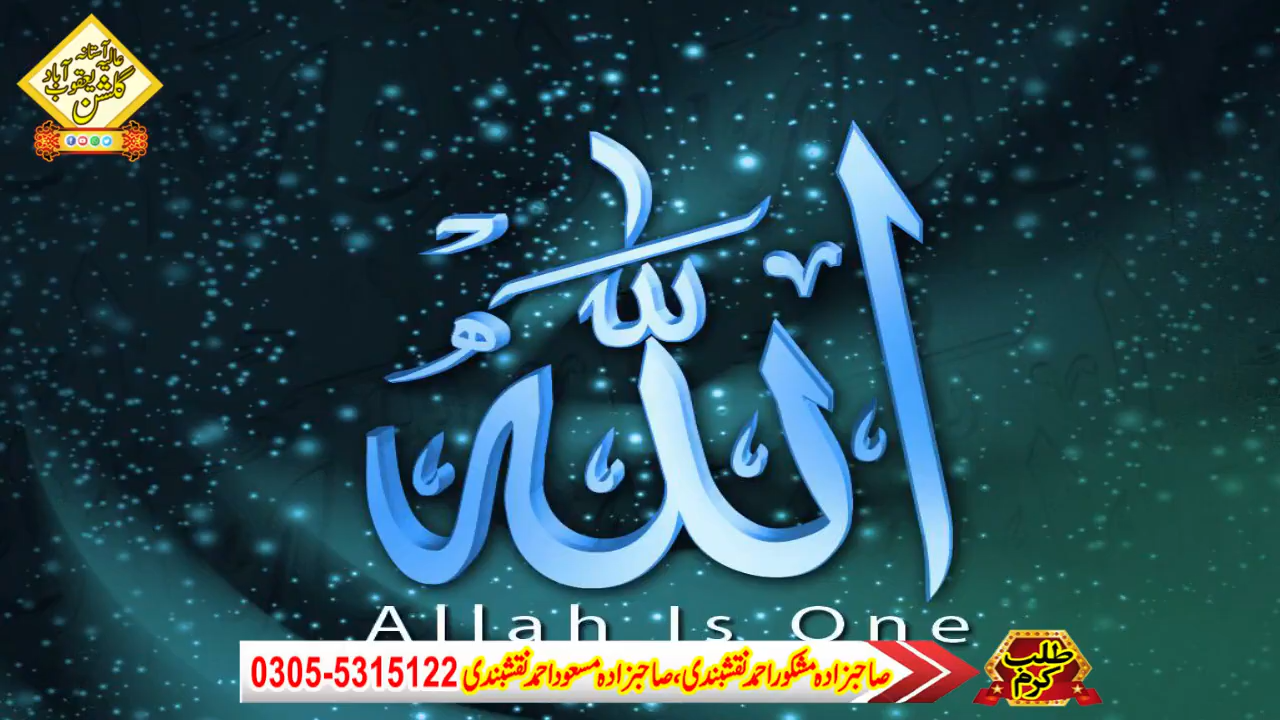 آستانہ
عالیہ
یعقوب آباد
گلشن
اللہ
Allah Is One
صاحبزادہ مشکور احمد نقشبندی، صاحبزادہ مسعود احمد نقشبندی 0305-5315122
طلب
کرم